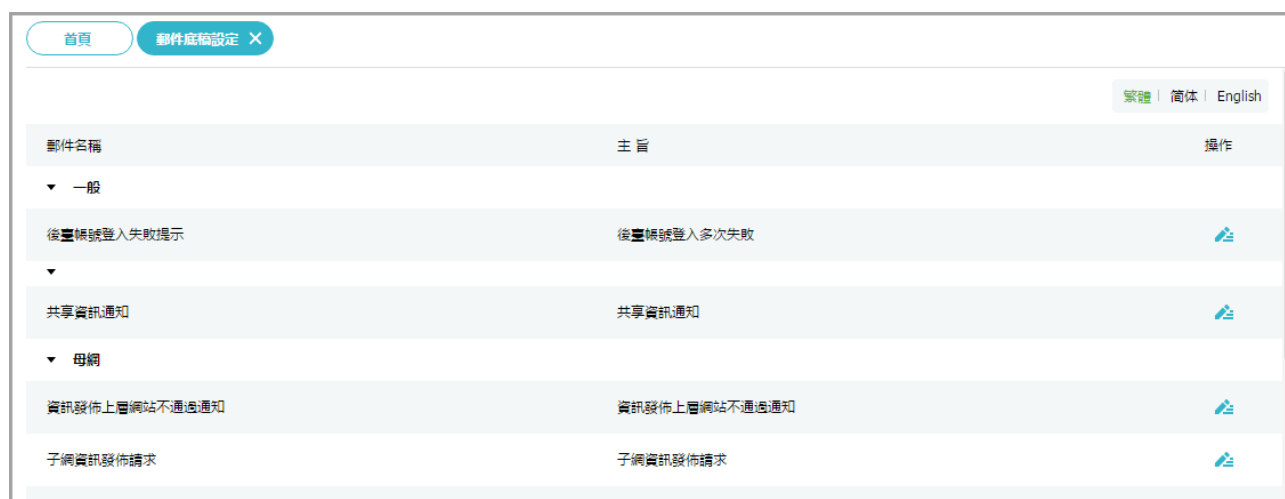 首頁 郵件底稿設定 ×
繁體 | 简体 | English
郵件名稱 主旨 操作
▼ 一般
後臺帳號登入失敗提示 後臺帳號登入多次失敗
▼
共享資訊通知 共享資訊通知
▼ 母網
資訊發佈上層網站不通過通知 資訊發佈上層網站不通過通知
子網資訊發佈請求 子網資訊發佈請求